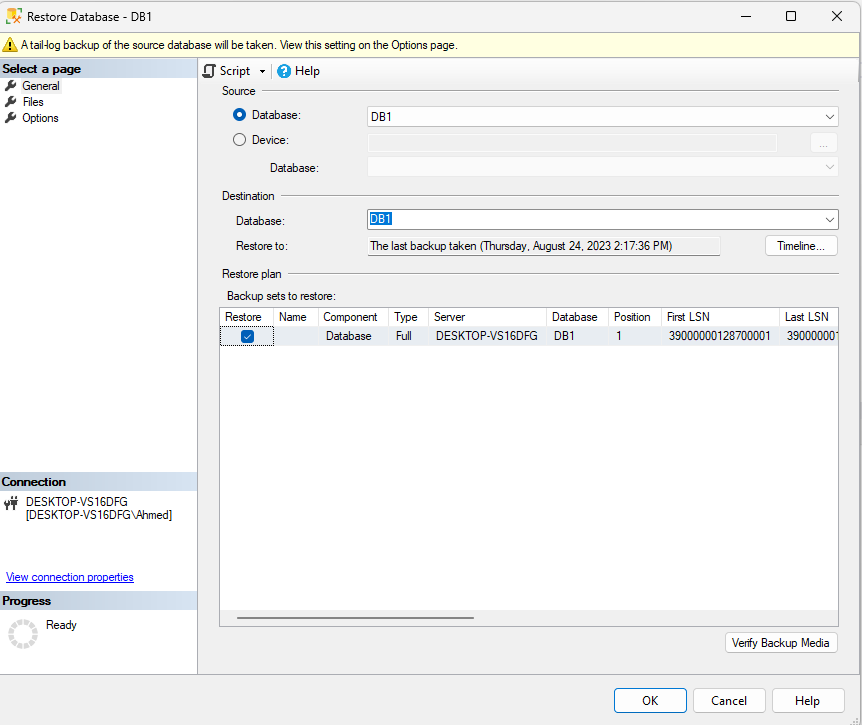 Restore Database - DB1
A tail-log backup of the source database will be taken. View this setting on the Options page.
Select a page
General
Files
Options
Script
Help
Source
Database:
DB1
Device:
...
Database:
Destination
Database:
DB1
Restore to:
The last backup taken (Thursday, August 24, 2023 2:17:36 PM)
Timeline...
Restore plan
Backup sets to restore:
Restore Name Component Type Server Database Position First LSN Last LSN
Database Full DESKTOP-VS16DFG DB1 1 39000000128700001 390000001
Connection
DESKTOP-VS16DFG
[DESKTOP-VS16DFG\Ahmed]
View connection properties
Progress
Ready
Verify Backup Media
OK
Cancel
Help